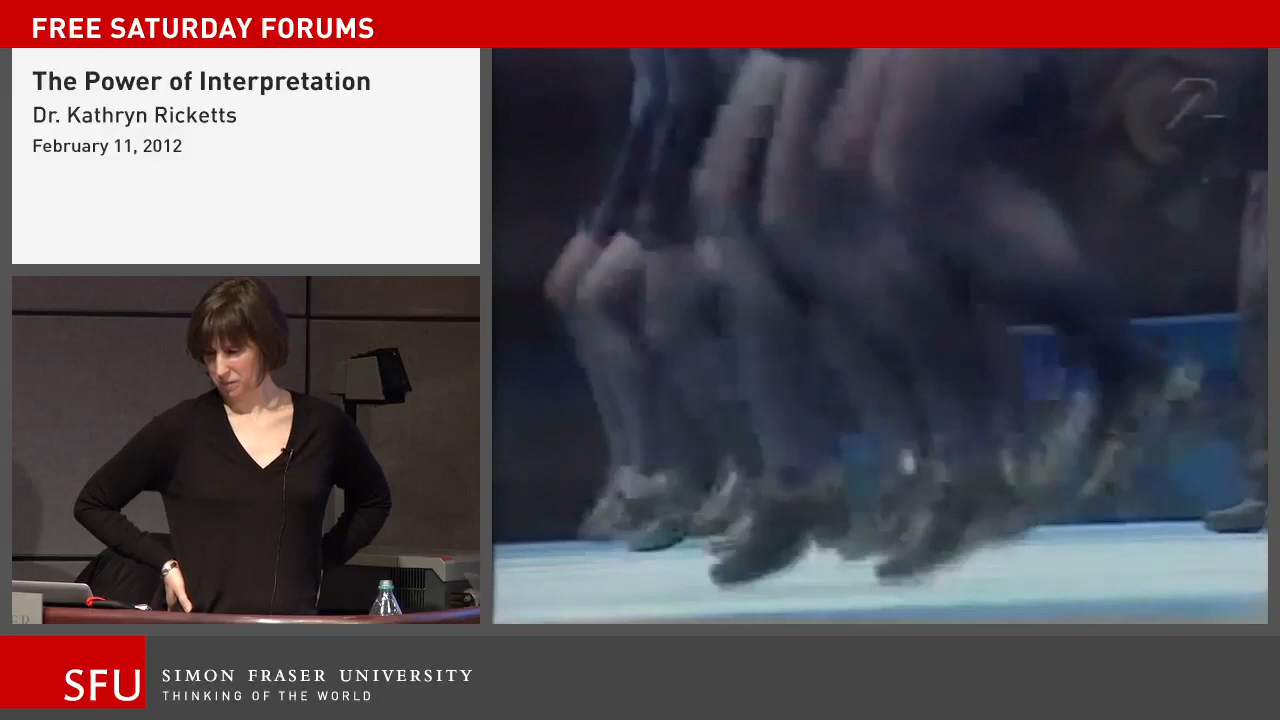 FREE SATURDAY FORUMS
The Power of Interpretation
Dr. Kathryn Ricketts
February 11, 2012
SFU
SIMON FRASER UNIVERSITY
THINKING OF THE WORLD